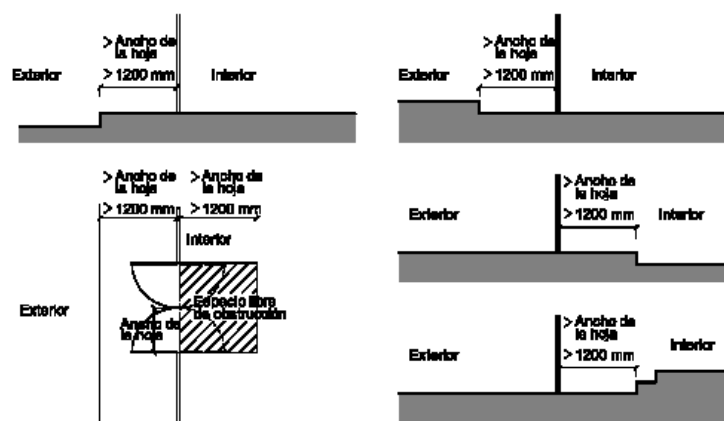 > Ancho de
la hoja
> 1200 mm
Exterior
Interior
> Ancho de
la hoja
> 1200 mm
Exterior
Interior
> Ancho de
la hoja
> 1200 mm
> Ancho de
la hoja
> 1200 mm
Interior
Exterior
Espacio libre
de obstrucción
Ancho de
la hoja
> Ancho de
la hoja
> 1200 mm
Exterior
Interior
> Ancho de
la hoja
> 1200 mm
Exterior
Interior